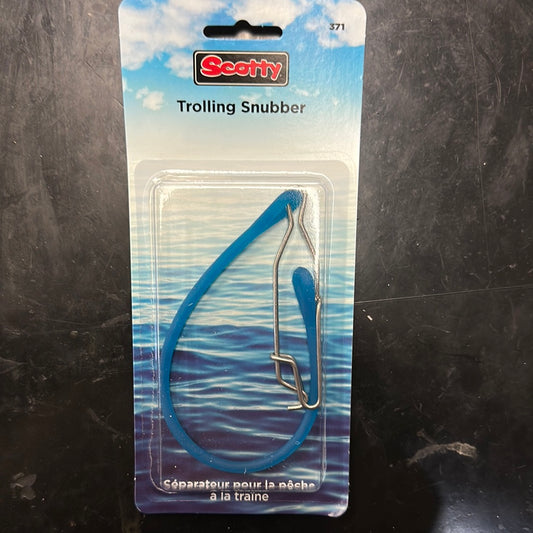 371
Scotty
Trolling Snubber
Séparateur pour la pêche
à la traîne